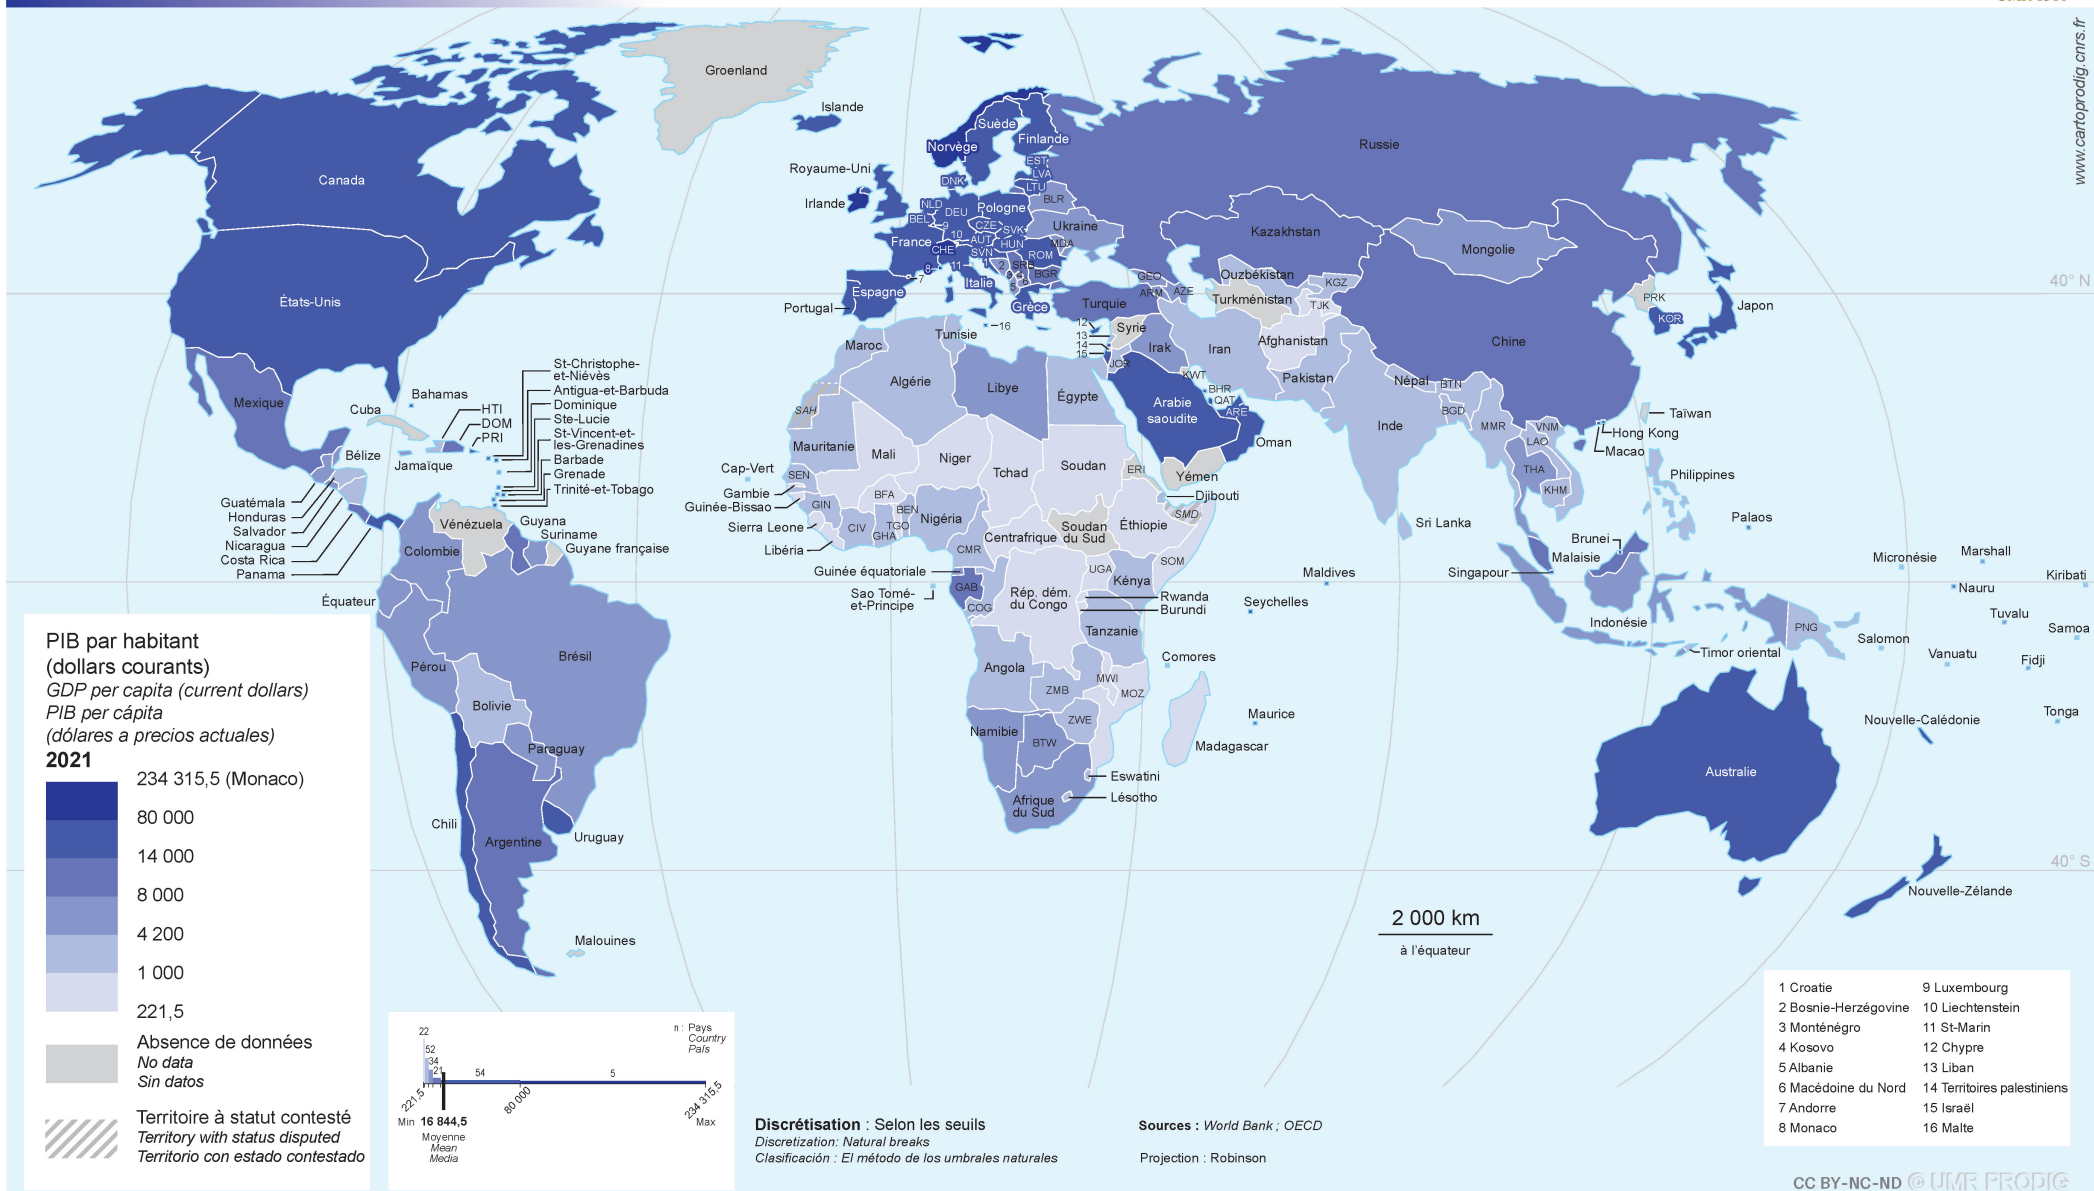 www.cartoprodig.cnrs.fr
Groenland
Islande
Suède
Finlande
Norvège
Russie
Royaume-Uni
EST
LVA
LTU
DNK
Canada
Irlande
NLD
DEU
Pologne
BLR
BEL
9
CZE
Ukraine
10
SVK
France
AUT
HUN
MDA
Kazakhstan
Mongolie
CHE
SVN
ROM
8
11
1
2
SRB
BGR
7
Italie
5
GEO
Ouzbékistan
KGZ
40° N
Espagne
ARM
AZE
Turkménistan
TJK
PRK
États-Unis
Portugal
Grèce
Turquie
KOR
Japon
16
12
Syrie
13
14
15
Tunisie
Maroc
Irak
Iran
Afghanistan
Chine
JOR
KWT
Pakistan
Népal
BTN
St-Christophe-
et-Niévès
Antigua-et-Barbuda
Dominique
Ste-Lucie
St-Vincent-et-
les-Grenadines
Barbade
Grenade
Trinité-et-Tobago
Bahamas
Mexique
Cuba
HTI
DOM
PRI
Algérie
Libye
Égypte
BHR
QAT
ARE
Arabie
saoudite
SAH
Oman
Inde
BGD
MMR
VNM
LAO
Taïwan
Hong Kong
Macao
Bélize
Jamaïque
Mauritanie
Mali
Niger
Tchad
Soudan
ERI
Yémen
THA
Philippines
Cap-Vert
SEN
Gambie
Guinée-Bissao
GIN
BFA
BEN
Nigéria
Djibouti
SMD
KHM
Guatémala
Honduras
Salvador
Nicaragua
Costa Rica
Panama
Vénézuela
Guyana
Suriname
Guyane française
Colombie
Sierra Leone
Libéria
CIV
TGO
GHA
Centrafrique
Soudan
du Sud
Éthiopie
Sri Lanka
Palaos
Brunei
Malaisie
CMR
Guinée équatoriale
UGA
SOM
Singapour
Maldives
Micronésie
Marshall
Kiribati
Équateur
Sao Tomé-
et-Principe
GAB
COG
Rép. dém.
du Congo
Kénya
Rwanda
Burundi
Seychelles
Nauru
Tuvalu
Indonésie
PNG
Salomon
Samoa
Tanzanie
Timor oriental
Vanuatu
Fidji
Pérou
Brésil
Angola
Comores
MWI
ZMB
MOZ
Bolivie
Maurice
Nouvelle-Calédonie
Tonga
ZWE
Namibie
BTW
Madagascar
Paraguay
Eswatini
Australie
Afrique
du Sud
Lésotho
Chili
Argentine
Uruguay
40° S
Nouvelle-Zélande
Malouines
2 000 km
à l'équateur
PIB par habitant
(dollars courants)
GDP per capita (current dollars)
PIB per cápita
(dólares a precios actuales)
2021
234 315,5 (Monaco)
80 000
14 000
8 000
4 200
1 000
221,5
Absence de données
No data
Sin datos
Territoire à statut contesté
Territory with status disputed
Territorio con estado contestado
22
52
34
21
54
5
n : Pays
Country
País
221,5
80 000
234 315,5
Min
16 844,5
Max
Moyenne
Mean
Media
Discrétisation : Selon les seuils
Discretization: Natural breaks
Clasificación : El método de los umbrales naturales
Sources : World Bank ; OECD
Projection : Robinson
1 Croatie
2 Bosnie-Herzégovine
3 Monténégro
4 Kosovo
5 Albanie
6 Macédoine du Nord
7 Andorre
8 Monaco
9 Luxembourg
10 Liechtenstein
11 St-Marin
12 Chypre
13 Liban
14 Territoires palestiniens
15 Israël
16 Malte
CC BY-NC-ND © UMR PRODIG